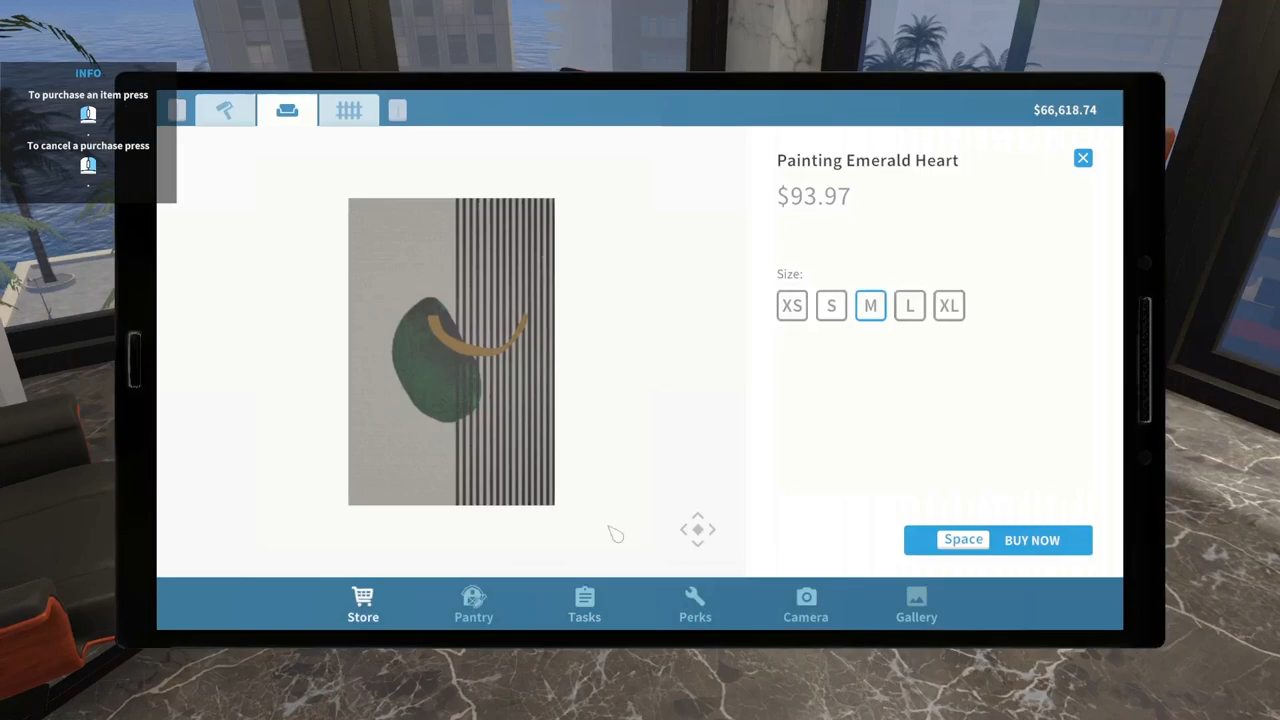 INFO
To purchase an item press
.
To cancel a purchase press
.
$66,618.74
Painting Emerald Heart
$93.97
Size:
XS S M L XL
Space BUY NOW
Store Pantry Tasks Perks Camera Gallery